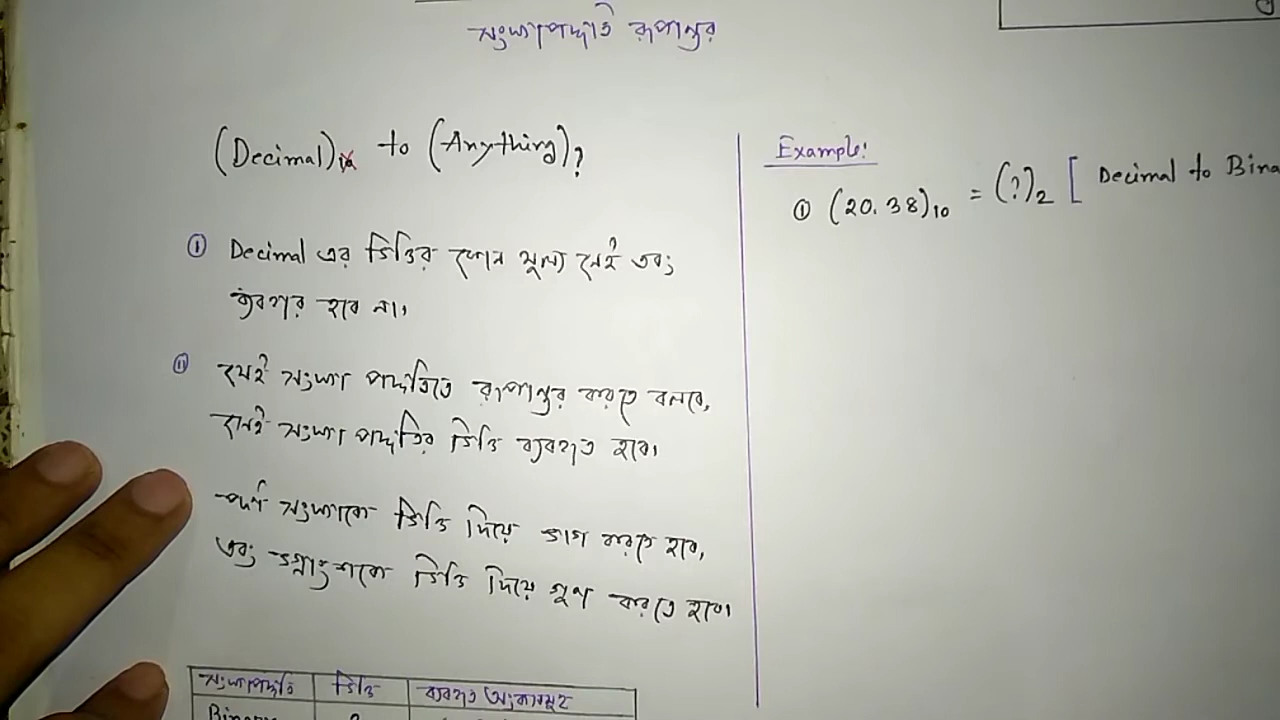 সংখ্যাপদ্ধতি রূপান্তর
(Decimal)₁₀ to (Anything)?
① Decimal এর ভিত্তির কোন মূল্য নেই এবং
ব্যবহার হবে না।
② যেই সংখ্যা পদ্ধতিতে রূপান্তর করতে বলবে,
সেই সংখ্যা পদ্ধতির ভিত্তি ব্যবহৃত হবে।
পূর্ণ সংখ্যাকে ভিত্তি দিয়ে ভাগ করতে হবে,
এবং ভগ্নাংশকে ভিত্তি দিয়ে গুণ করতে হবে।
সংখ্যাপদ্ধতি ভিত্তি ব্যবহৃত অংকসমূহ
Example:
① (20.38)₁₀ = (?)₂ [ Decimal to Bina